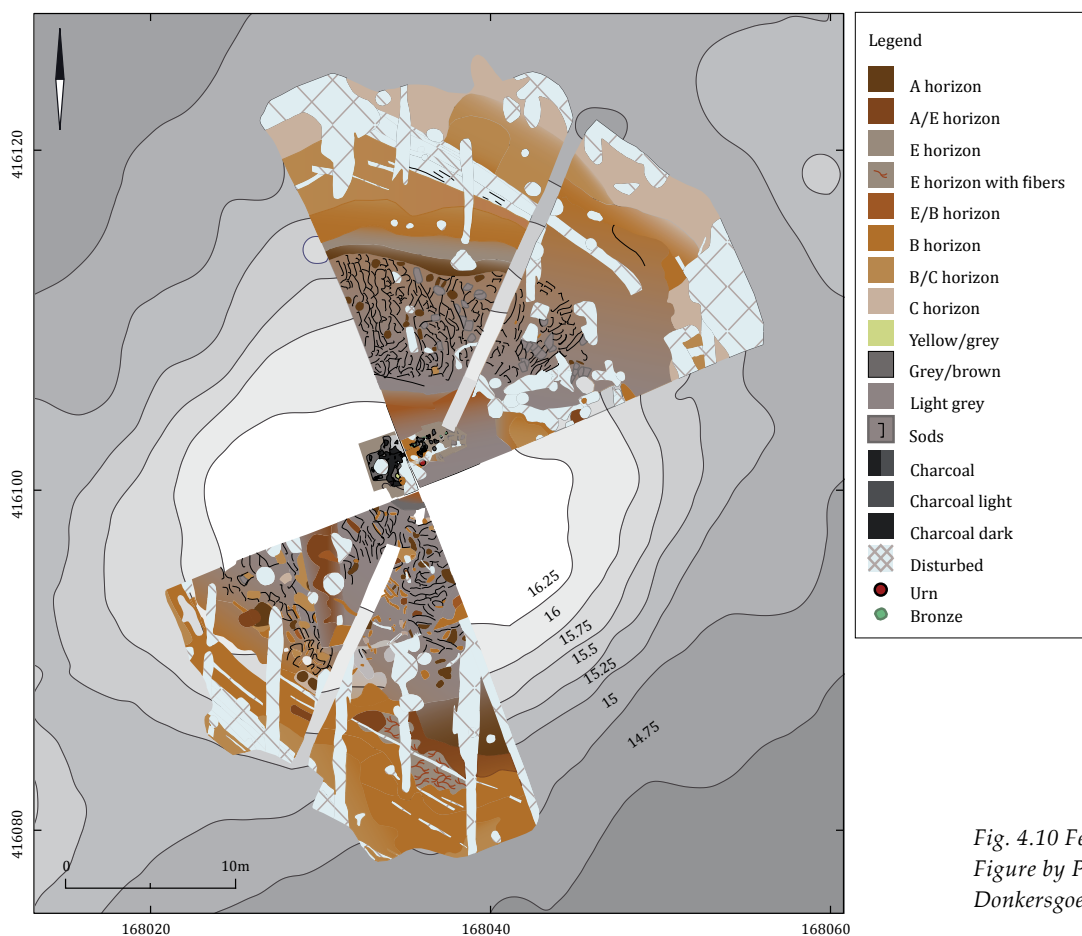 Legend
A horizon
A/E horizon
E horizon
E horizon with fibers
E/B horizon
B horizon
B/C horizon
C horizon
Yellow/grey
Grey/brown
Light grey
Sods
Charcoal
Charcoal light
Charcoal dark
Disturbed
Urn
Bronze
416120
416100
416080
16.25
16
15.75
15.5
15.25
15
14.75
0 10m
168020 168040 168060
Fig. 4.10 Fe
Figure by P
Donkersgoe